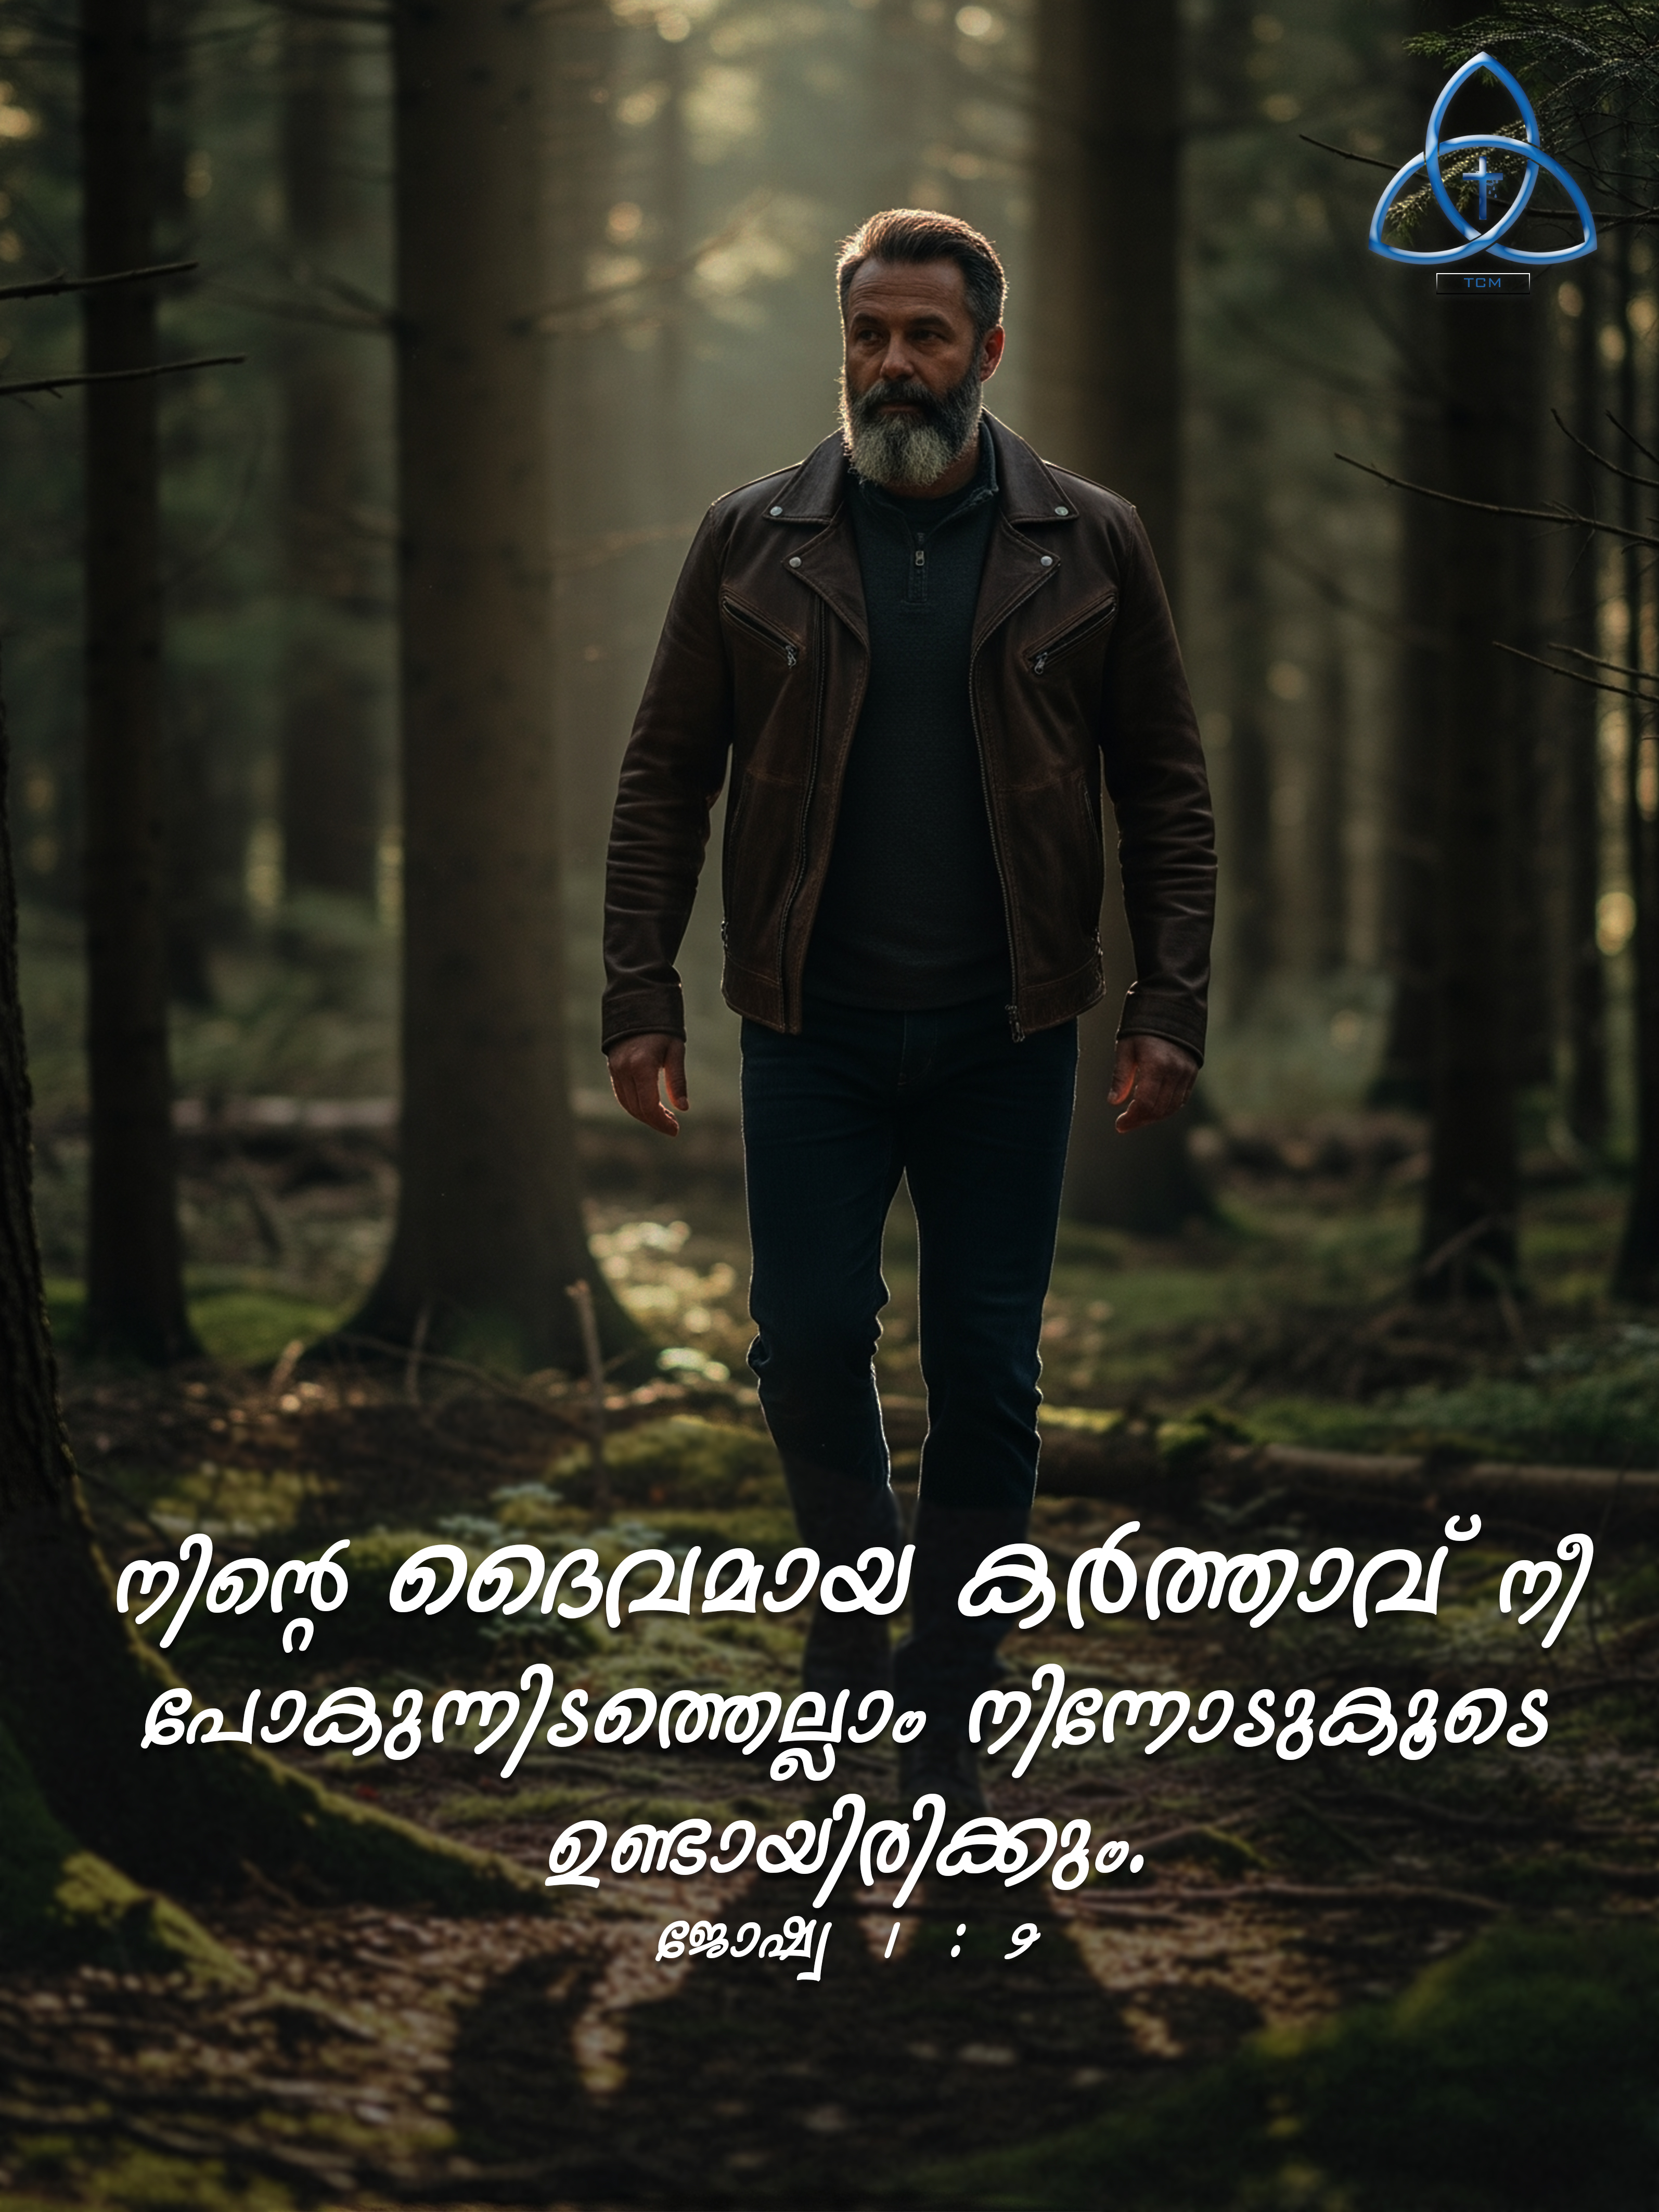 TCM
നിന്റെ ദൈവമായ കർത്താവ് നീ
പോകുന്നിടത്തെല്ലാം നിന്നോടുകൂടെ
ഉണ്ടായിരിക്കും.
ജോഷ്വ 1 : 9